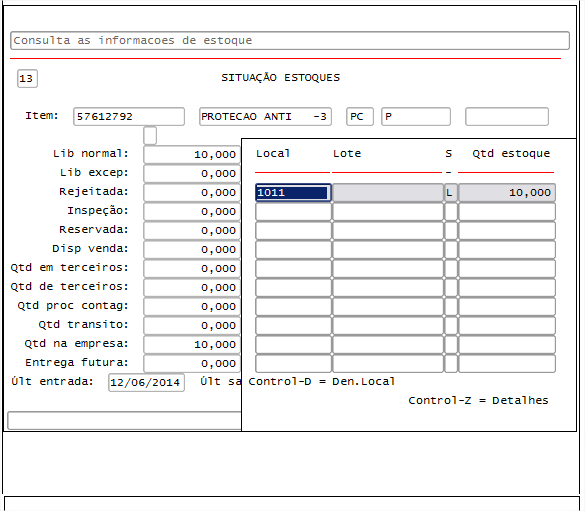 Consulta as informacoes de estoque
13 SITUAÇÃO ESTOQUES
Item: 57612792 PROTECAO ANTI -3 PC P
Local Lote S Qtd estoque
Lib normal: 10,000
Lib excep: 0,000 -
Rejeitada: 0,000 1011 L 10,000
Inspeção: 0,000
Reservada: 0,000
Disp venda: 0,000
Qtd em terceiros: 0,000
Qtd de terceiros: 0,000
Qtd proc contag: 0,000
Qtd transito: 0,000
Qtd na empresa: 10,000
Entrega futura: 0,000
Últ entrada: 12/06/2014 Últ sa Control-D = Den.Local
Control-Z = Detalhes